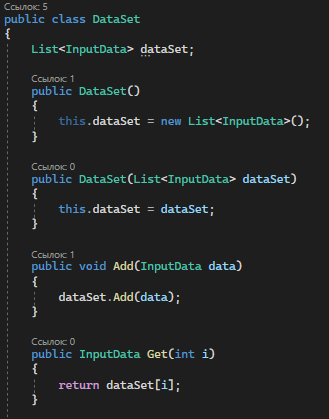 Ссылок: 5
public class DataSet
{
List<InputData> dataSet;
Ссылок: 1
public DataSet()
{
this.dataSet = new List<InputData>();
}
Ссылок: 0
public DataSet(List<InputData> dataSet)
{
this.dataSet = dataSet;
}
Ссылок: 1
public void Add(InputData data)
{
dataSet.Add(data);
}
Ссылок: 0
public InputData Get(int i)
{
return dataSet[i];
}